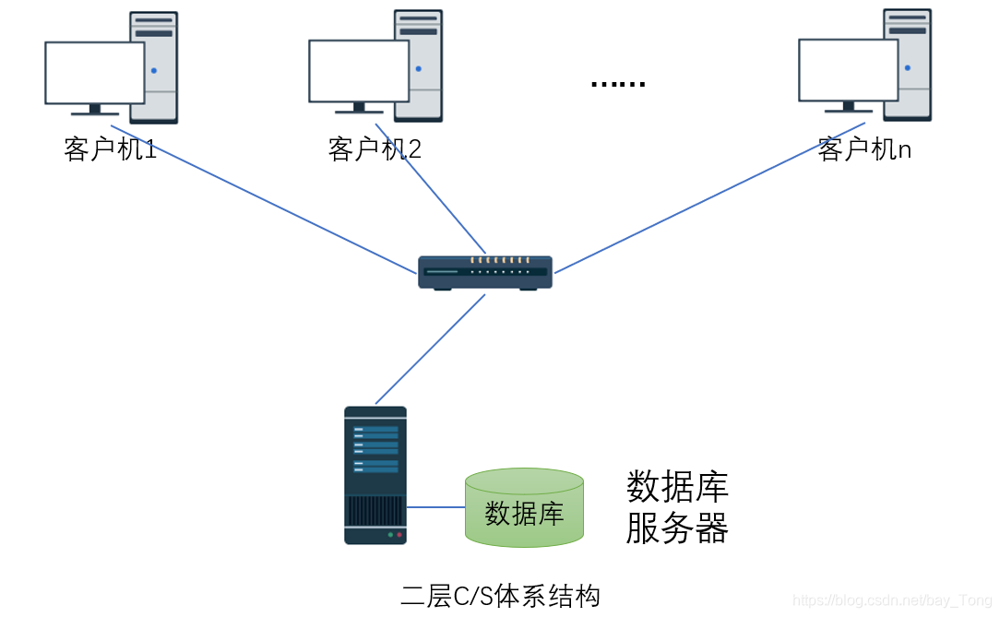 客户机1
客户机2
……
客户机n
数据库
数据库
服务器
二层C/S体系结构
https://blog.csdn.net/bay_Tong